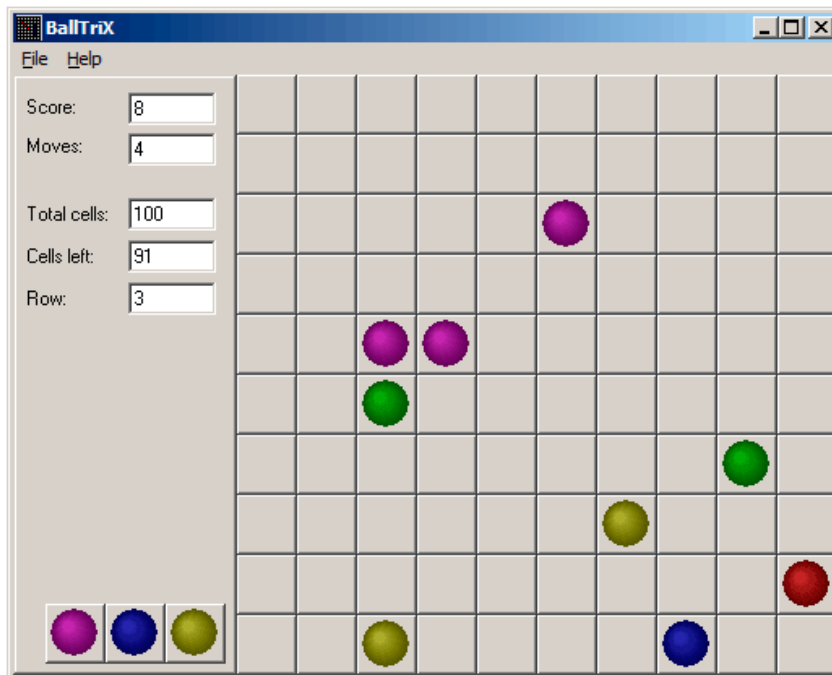 BallTriX
File Help
Score: 8
Moves: 4
Total cells: 100
Cells left: 91
Row: 3